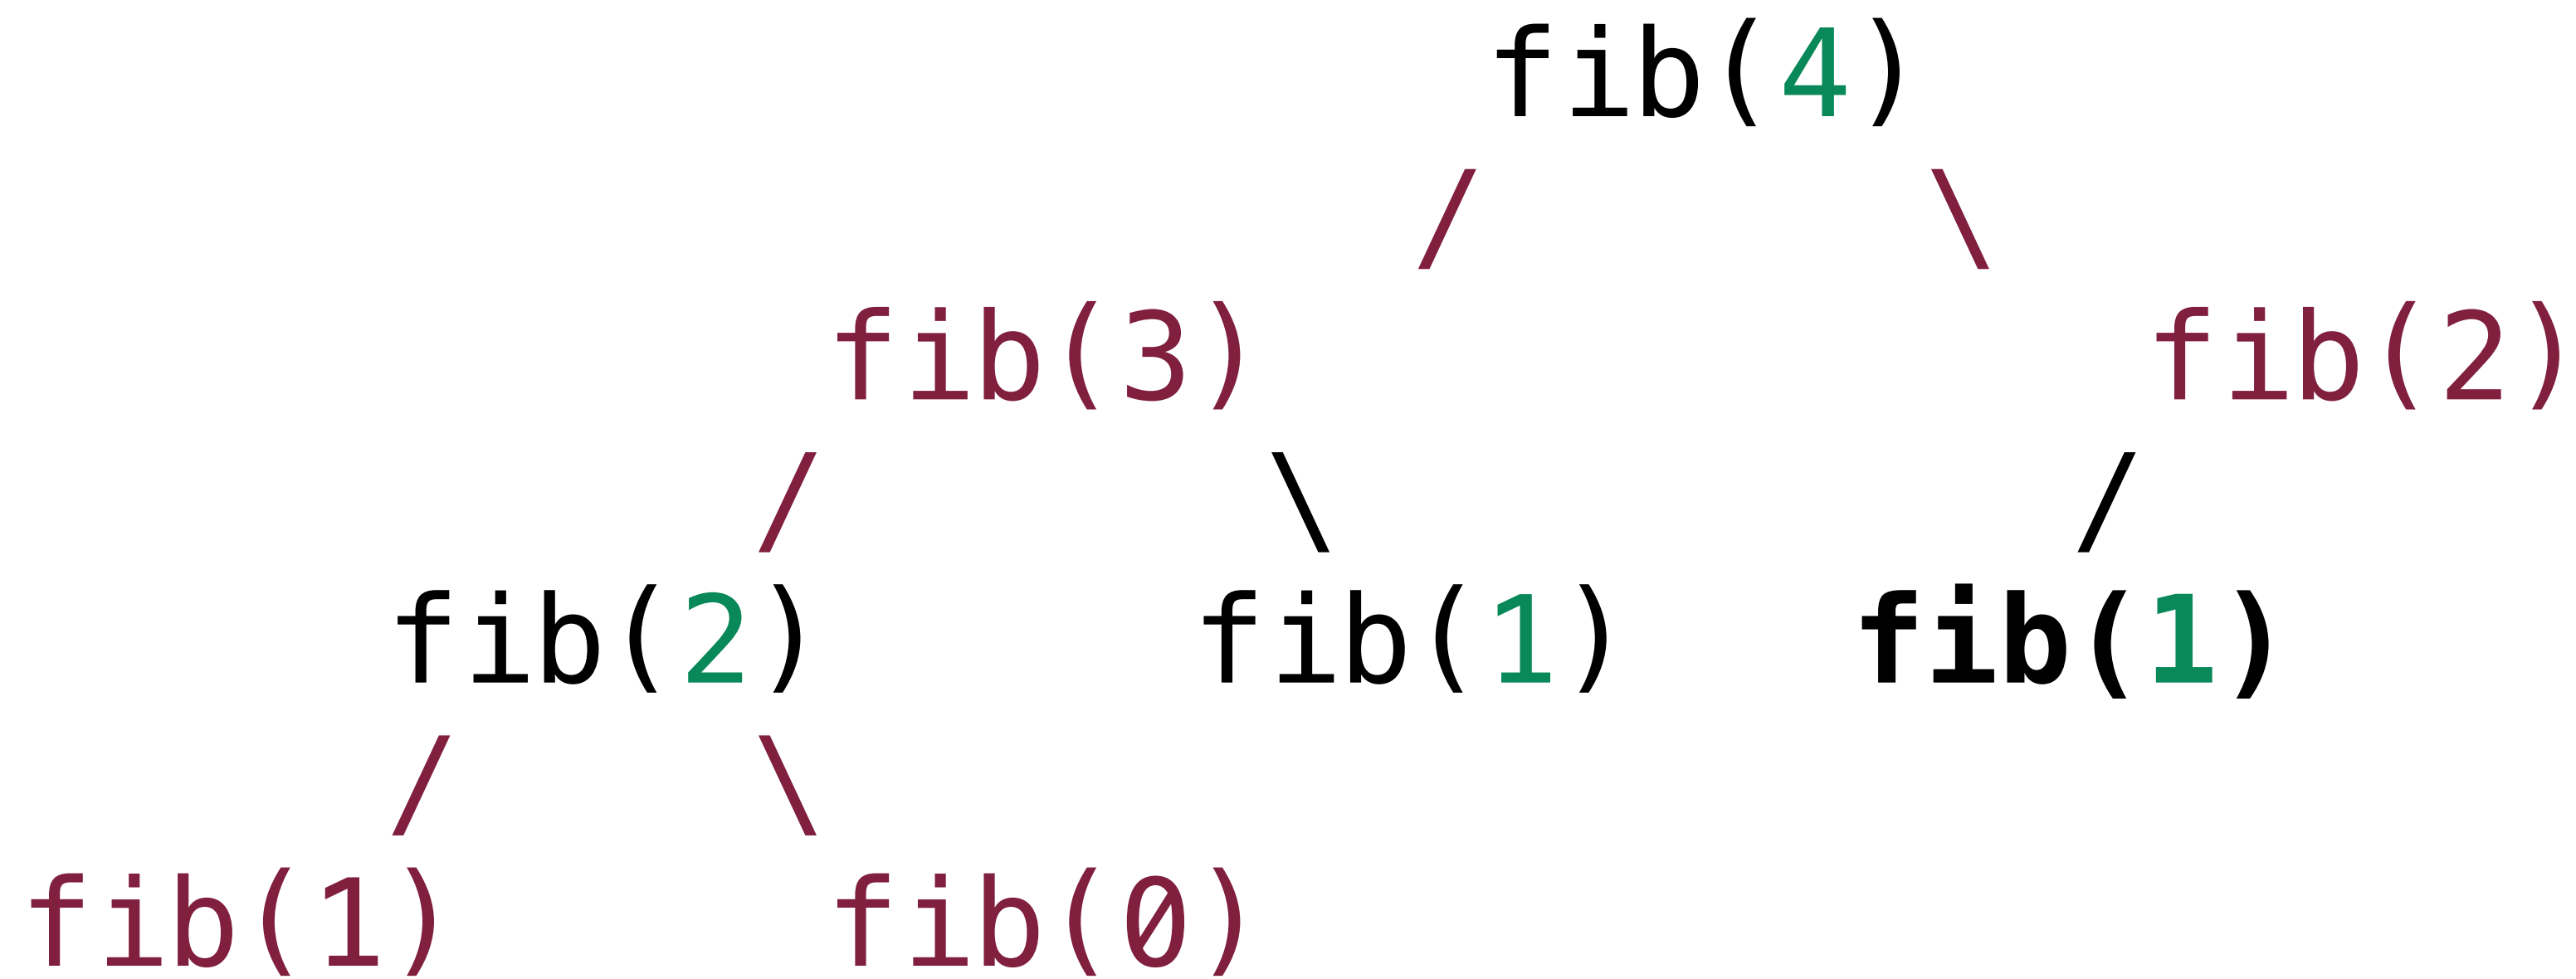 fib(4)
/ \
fib(3) fib(2)
/ \ /
fib(2) fib(1) fib(1)
/ \
fib(1) fib(0)